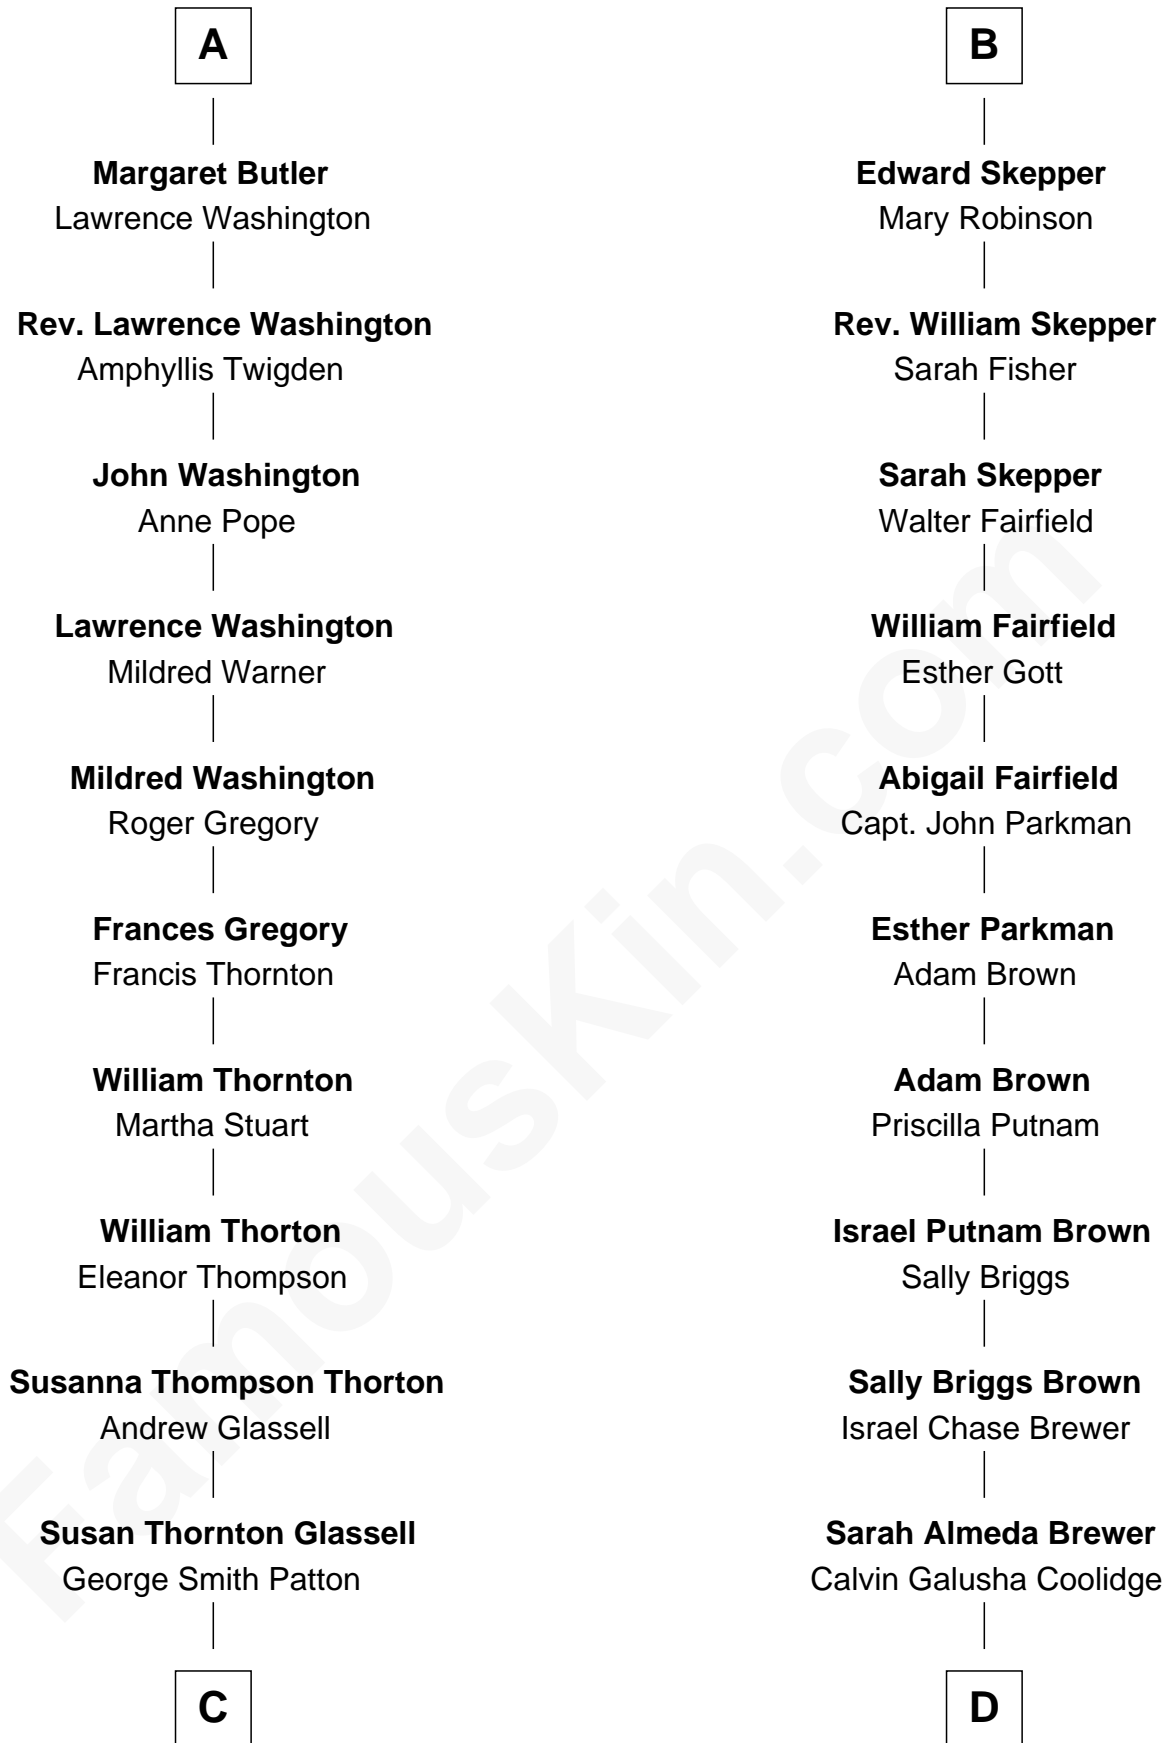 A
Margaret Butler
Lawrence Washington
Rev. Lawrence Washington
Amphyllis Twigden
John Washington
Anne Pope
Lawrence Washington
Mildred Warner
Mildred Washington
Roger Gregory
Frances Gregory
Francis Thornton
William Thornton
Martha Stuart
William Thorton
Eleanor Thompson
Susanna Thompson Thorton
Andrew Glassell
Susan Thornton Glassell
George Smith Patton
C
B
Edward Skepper
Mary Robinson
Rev. William Skepper
Sarah Fisher
Sarah Skepper
Walter Fairfield
William Fairfield
Esther Gott
Abigail Fairfield
Capt. John Parkman
Esther Parkman
Adam Brown
Adam Brown
Priscilla Putnam
Israel Putnam Brown
Sally Briggs
Sally Briggs Brown
Israel Chase Brewer
Sarah Almeda Brewer
Calvin Galusha Coolidge
D
FamousKin.com